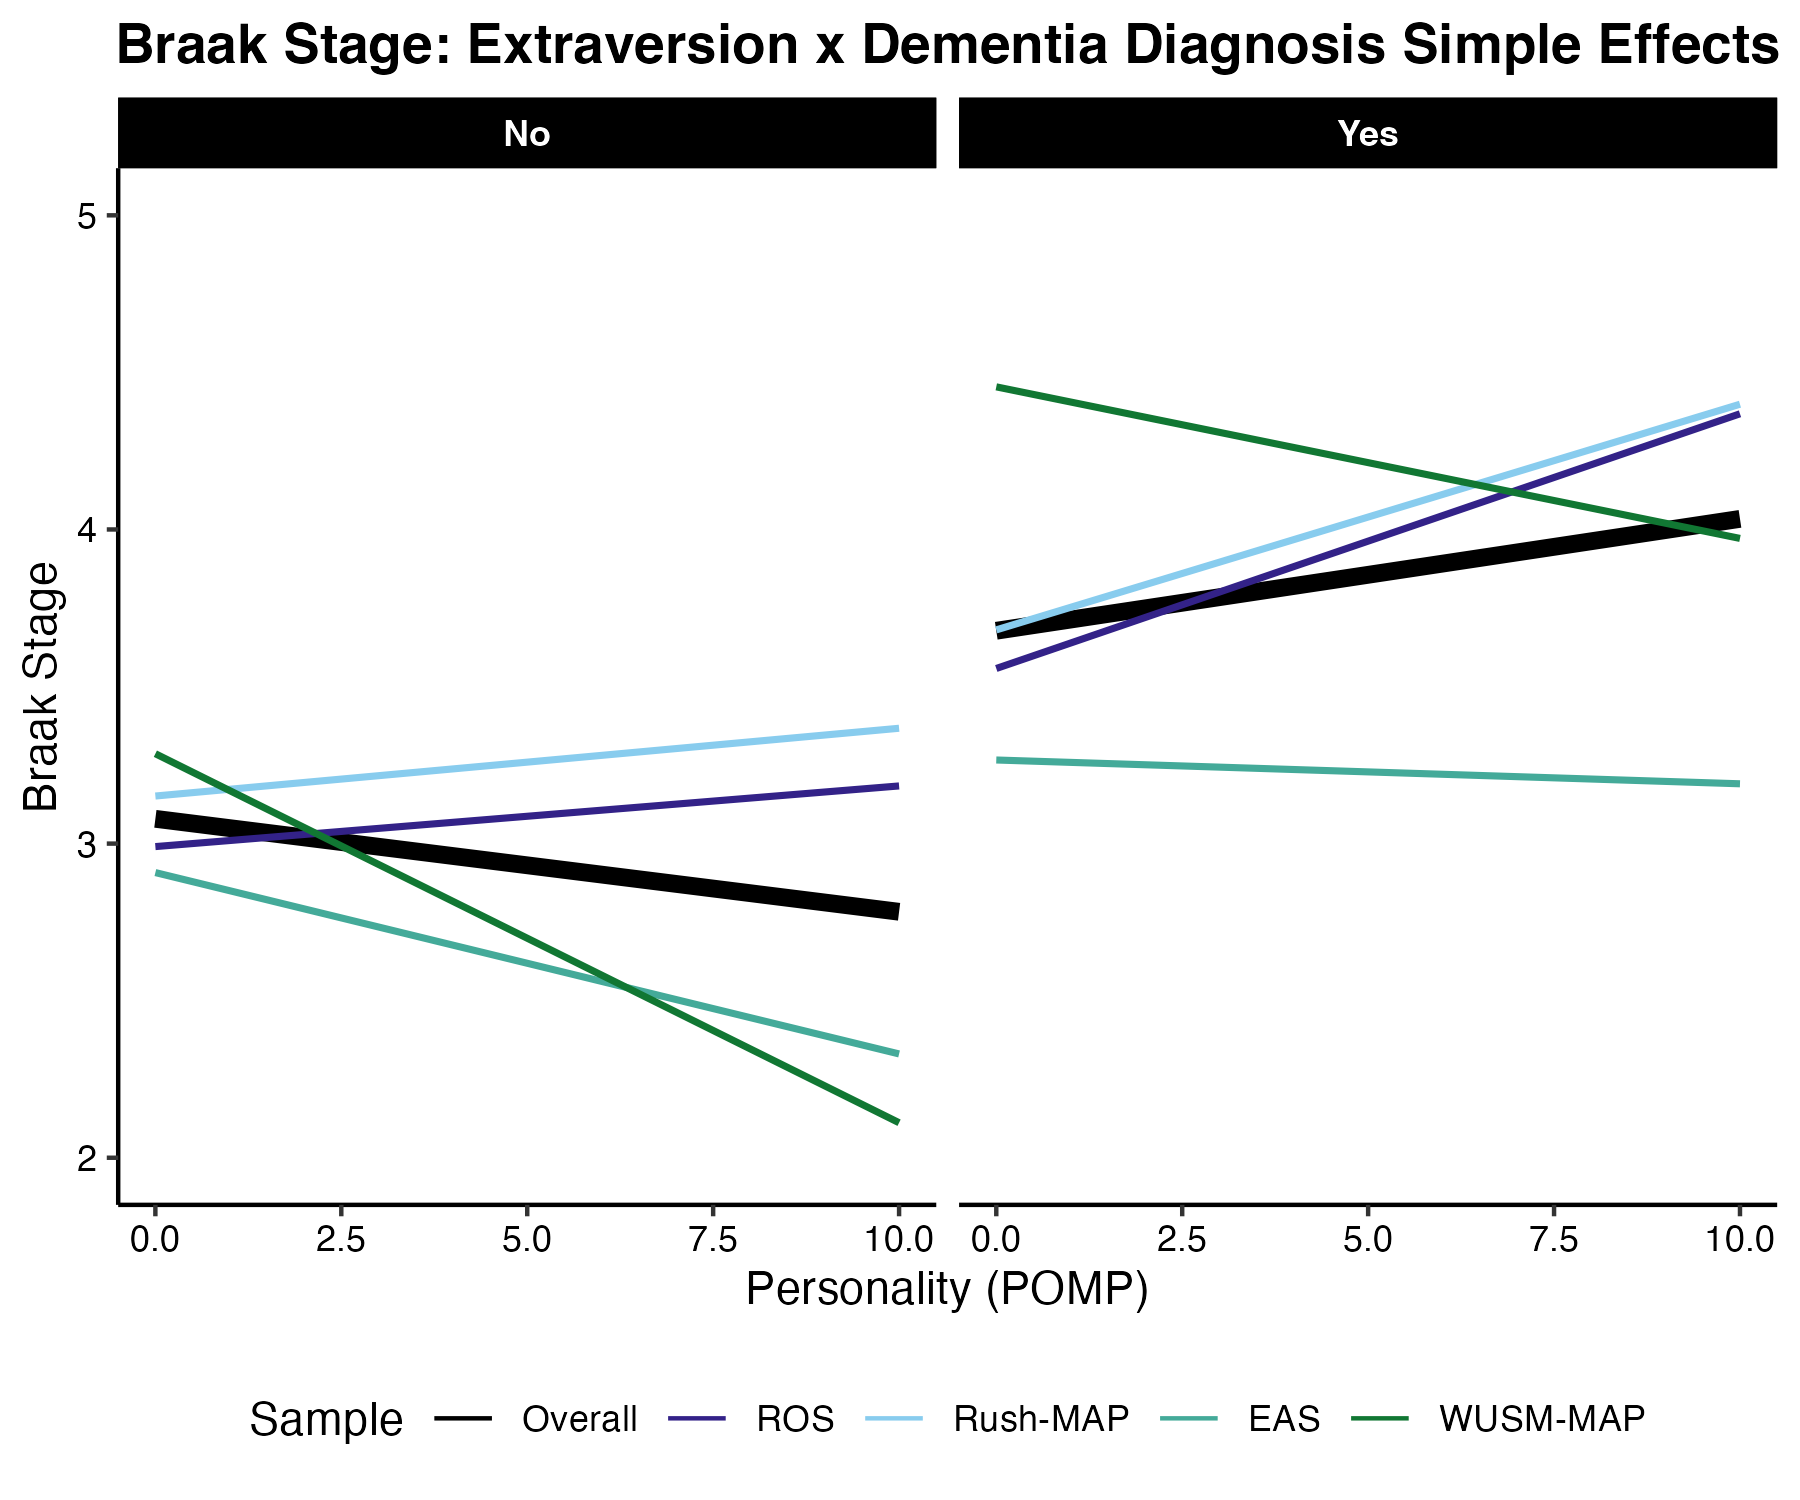 Braak Stage: Extraversion x Dementia Diagnosis Simple Effects
No
Yes
Braak Stage
5
4
3
2
0.0 2.5 5.0 7.5 10.0
0.0 2.5 5.0 7.5 10.0
Personality (POMP)
Sample Overall ROS Rush-MAP EAS WUSM-MAP